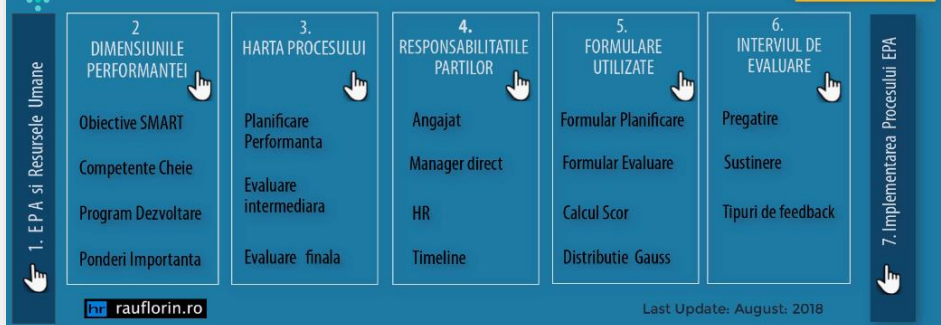 1. E P A si Resursele Umane
2
DIMENSIUNILE
PERFORMANTEI
Obiective SMART
Competente Cheie
Program Dezvoltare
Ponderi Importanta
3.
HARTA PROCESULUI
Planificare
Performanta
Evaluare
intermediara
Evaluare finala
4.
RESPONSABILITATILE
PARTILOR
Angajat
Manager direct
HR
Timeline
5.
FORMULARE
UTILIZATE
Formular Planificare
Formular Evaluare
Calcul Scor
Distributie Gauss
6.
INTERVIUL DE
EVALUARE
Pregatire
Sustinere
Tipuri de feedback
7. Implementarea Procesului EPA
hr rauflorin.ro
Last Update: August: 2018